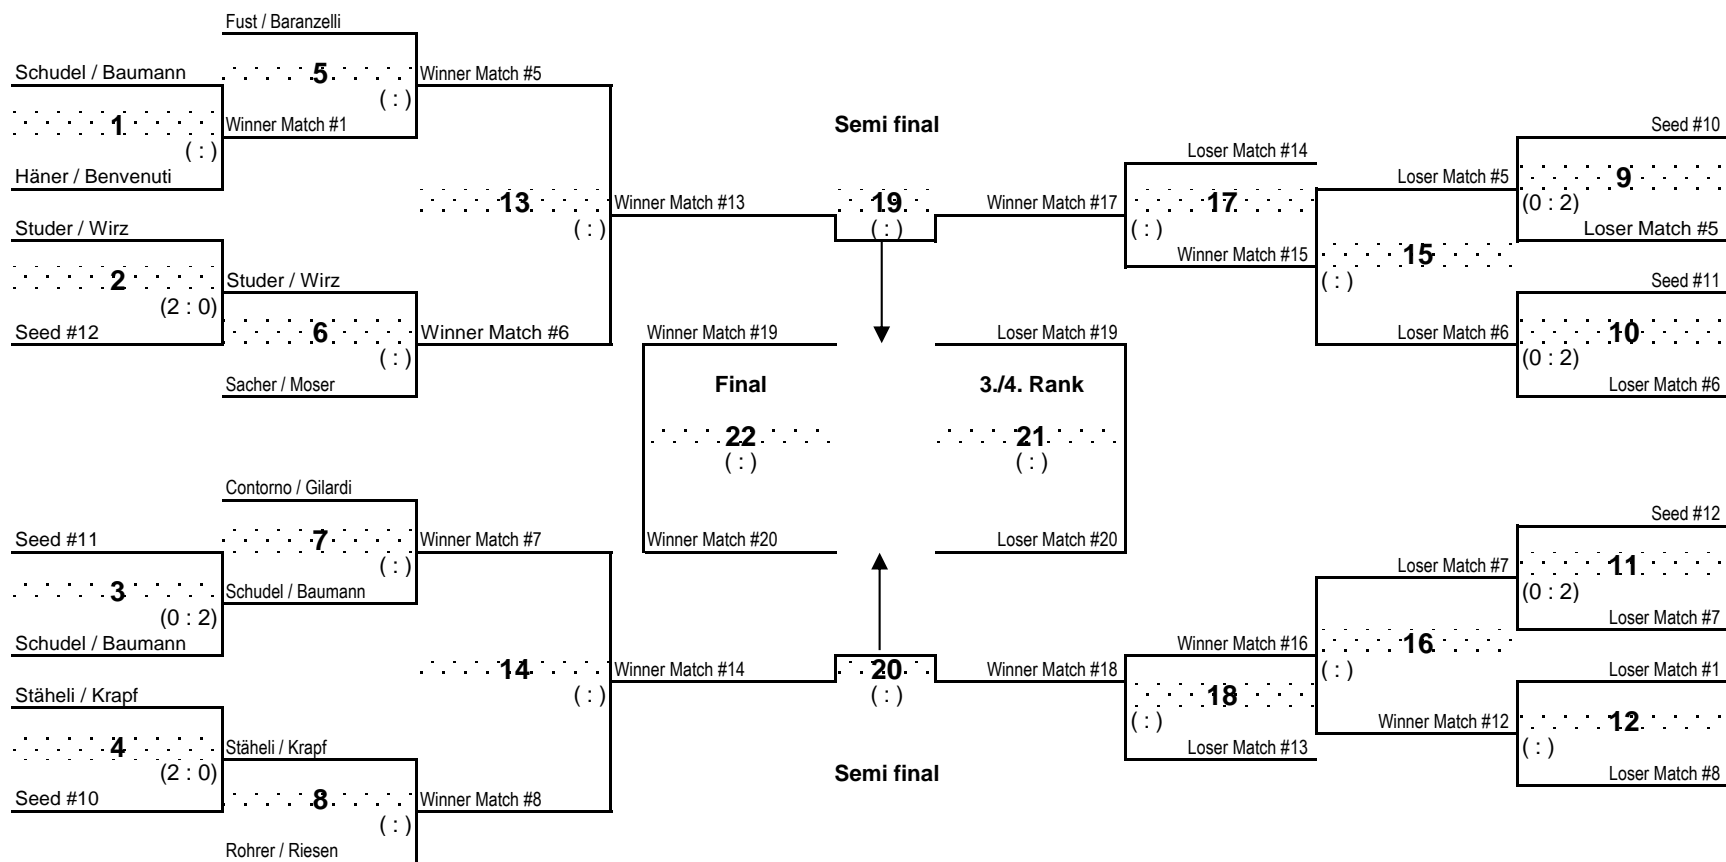 Fust / Baranzelli
Schudel / Baumann
5
Winner Match #5
( : )
1
Winner Match #1
( : )
Häner / Benvenuti
13
Winner Match #13
( : )
Studer / Wirz
2
Studer / Wirz
(2 : 0)
Seed #12
6
Winner Match #6
( : )
Sacher / Moser
Contorno / Gilardi
Seed #11
7
Winner Match #7
( : )
3
Schudel / Baumann
(0 : 2)
Schudel / Baumann
14
Winner Match #14
( : )
Stäheli / Krapf
4
Stäheli / Krapf
(2 : 0)
Seed #10
8
Winner Match #8
( : )
Rohrer / Riesen
Semi final
19
( : )
Winner Match #17
Winner Match #19
Loser Match #19
Final
3./4. Rank
22
21
( : )
( : )
Winner Match #20
Loser Match #20
20
( : )
Winner Match #18
Semi final
Loser Match #14
17
( : )
Winner Match #15
Loser Match #5
15
( : )
Loser Match #6
Seed #10
9
(0 : 2)
Loser Match #5
Seed #11
10
(0 : 2)
Loser Match #6
Winner Match #16
18
( : )
Loser Match #13
Loser Match #7
16
( : )
Winner Match #12
Seed #12
11
(0 : 2)
Loser Match #7
Loser Match #1
12
( : )
Loser Match #8